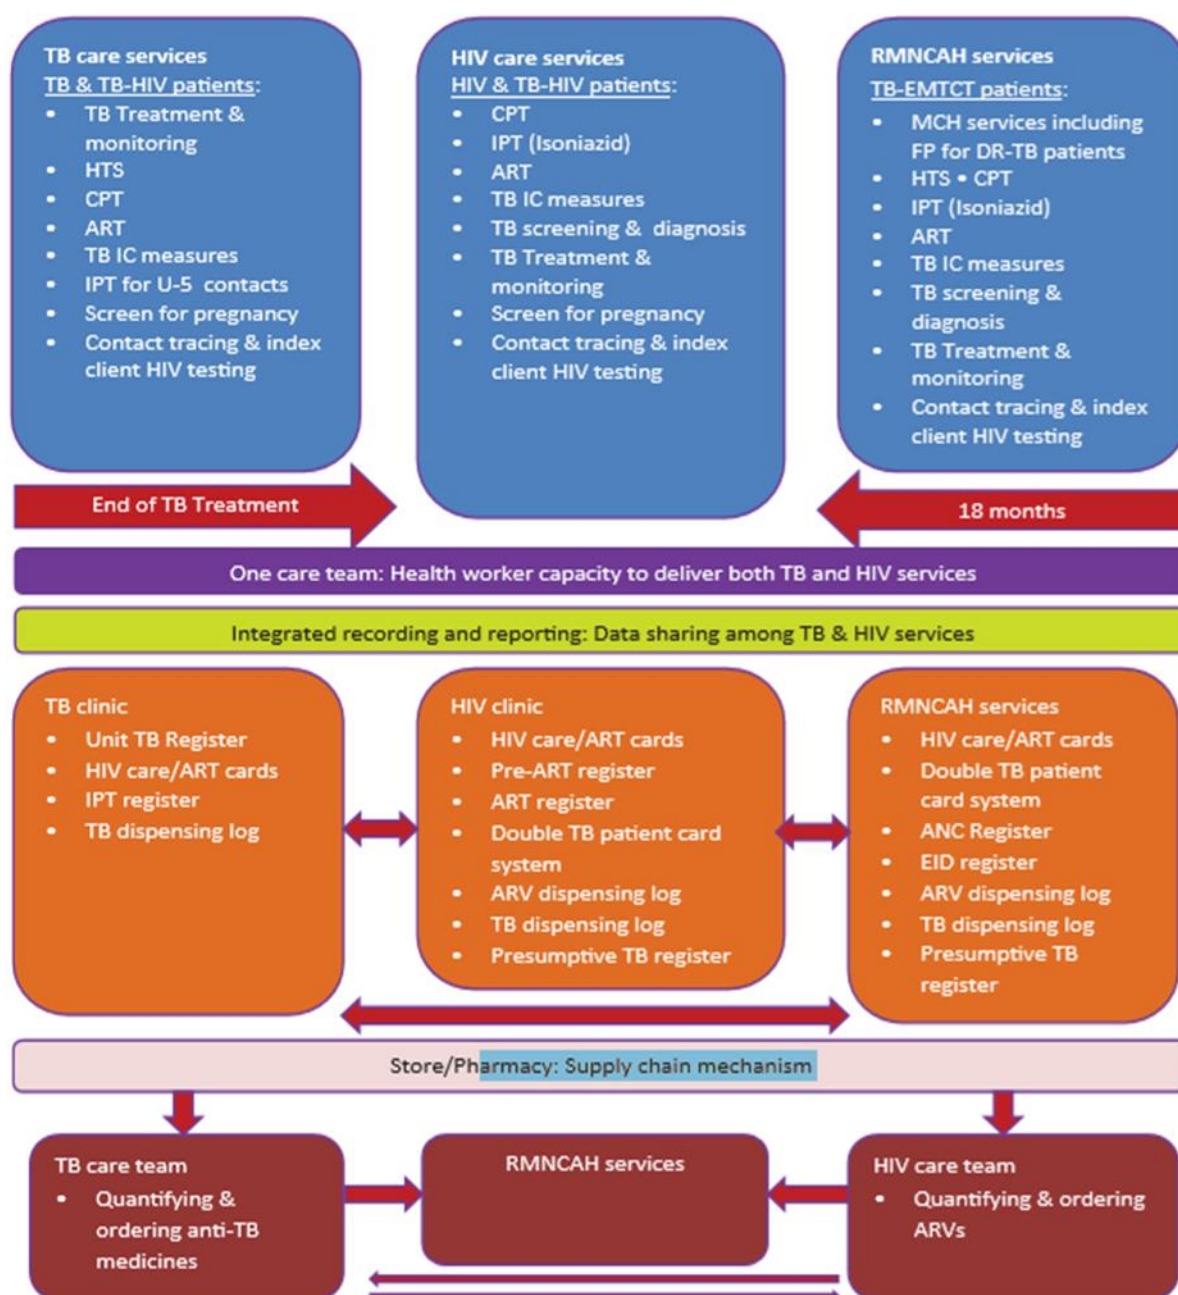 TB care services
TB & TB-HIV patients:
• TB Treatment &
monitoring
• HTS
• CPT
• ART
• TB IC measures
• IPT for U-5 contacts
• Screen for pregnancy
• Contact tracing & index
client HIV testing
HIV care services
HIV & TB-HIV patients:
• CPT
• IPT (Isoniazid)
• ART
• TB IC measures
• TB screening & diagnosis
• TB Treatment &
monitoring
• Screen for pregnancy
• Contact tracing & index
client HIV testing
RMNCAH services
TB-EMTCT patients:
• MCH services including
FP for DR-TB patients
• HTS • CPT
• IPT (Isoniazid)
• ART
• TB IC measures
• TB screening &
diagnosis
• TB Treatment &
monitoring
• Contact tracing & index
client HIV testing
End of TB Treatment
18 months
One care team: Health worker capacity to deliver both TB and HIV services
Integrated recording and reporting: Data sharing among TB & HIV services
TB clinic
• Unit TB Register
• HIV care/ART cards
• IPT register
• TB dispensing log
HIV clinic
• HIV care/ART cards
• Pre-ART register
• ART register
• Double TB patient card
system
• ARV dispensing log
• TB dispensing log
• Presumptive TB register
RMNCAH services
• HIV care/ART cards
• Double TB patient
card system
• ANC Register
• EID register
• ARV dispensing log
• TB dispensing log
• Presumptive TB
register
Store/Pharmacy: Supply chain mechanism
TB care team
• Quantifying &
ordering anti-TB
medicines
RMNCAH services
HIV care team
• Quantifying & ordering
ARVs